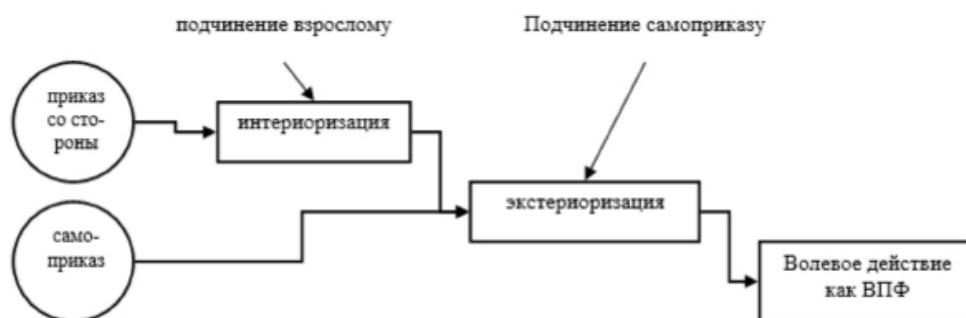 подчинение взрослому
Подчинение самоприказу
приказ
со сто-
роны
интериоризация
экстериоризация
само-
приказ
Волевое действие
как ВПФ